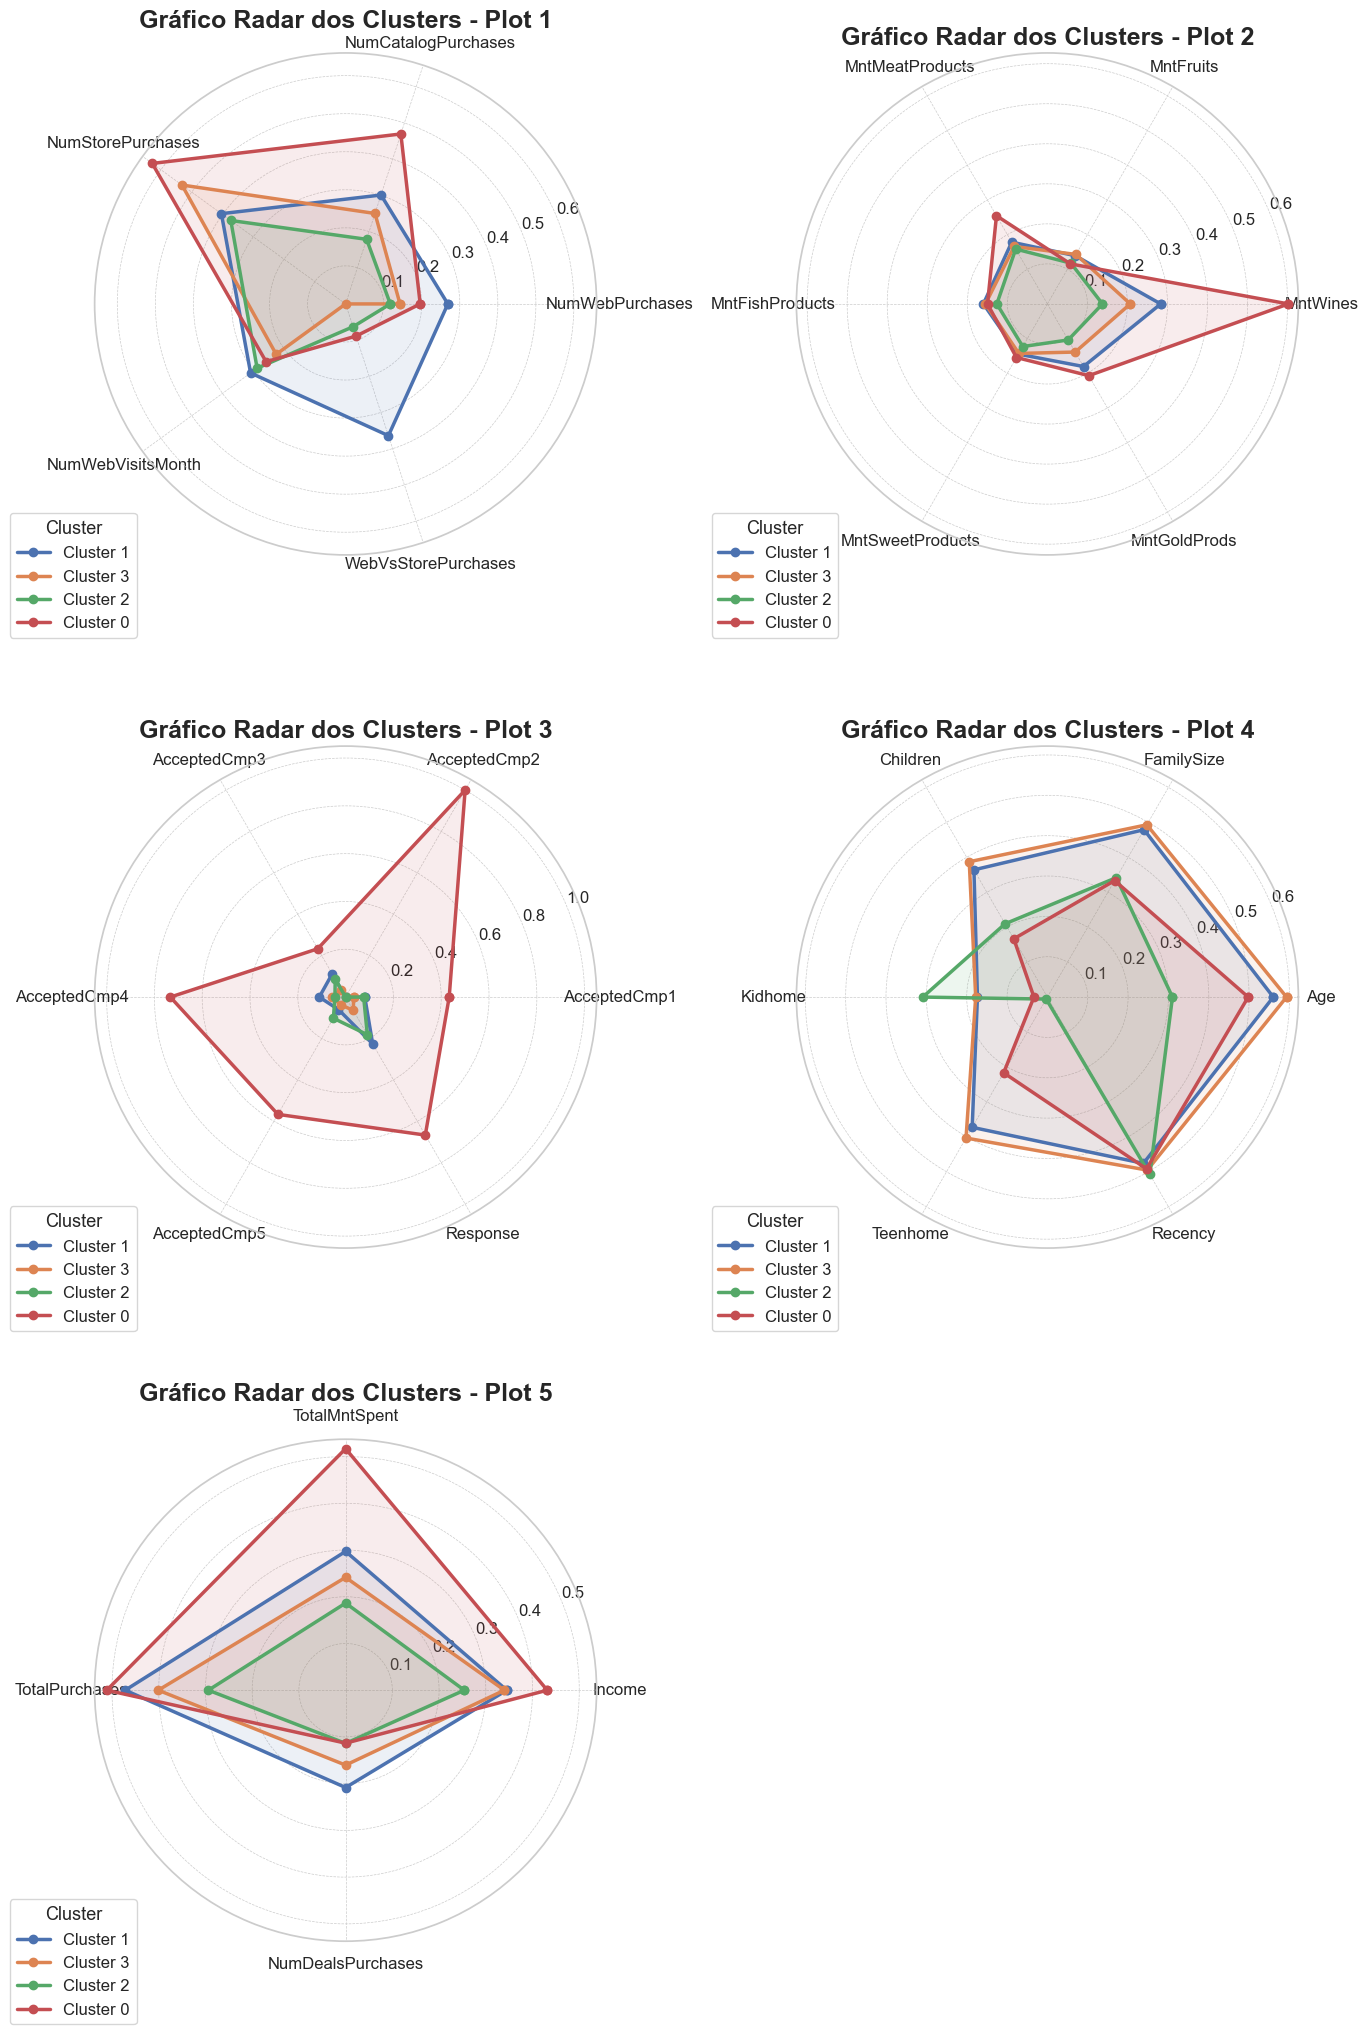 Gráfico Radar dos Clusters - Plot 1
NumCatalogPurchases
NumStorePurchases
NumWebPurchases
NumWebVisitsMonth
WebVsStorePurchases
0.1
0.2
0.3
0.4
0.5
0.6
Cluster
Cluster 1
Cluster 3
Cluster 2
Cluster 0
Gráfico Radar dos Clusters - Plot 2
MntMeatProducts
MntFruits
MntFishProducts
MntWines
MntSweetProducts
MntGoldProds
0.1
0.2
0.3
0.4
0.5
0.6
Cluster
Cluster 1
Cluster 3
Cluster 2
Cluster 0
Gráfico Radar dos Clusters - Plot 3
AcceptedCmp3
AcceptedCmp2
AcceptedCmp4
AcceptedCmp1
AcceptedCmp5
Response
0.2
0.4
0.6
0.8
1.0
Cluster
Cluster 1
Cluster 3
Cluster 2
Cluster 0
Gráfico Radar dos Clusters - Plot 4
Children
FamilySize
Kidhome
Age
Teenhome
Recency
0.1
0.2
0.3
0.4
0.5
0.6
Cluster
Cluster 1
Cluster 3
Cluster 2
Cluster 0
Gráfico Radar dos Clusters - Plot 5
TotalMntSpent
TotalPurchases
Income
NumDealsPurchases
0.1
0.2
0.3
0.4
0.5
Cluster
Cluster 1
Cluster 3
Cluster 2
Cluster 0